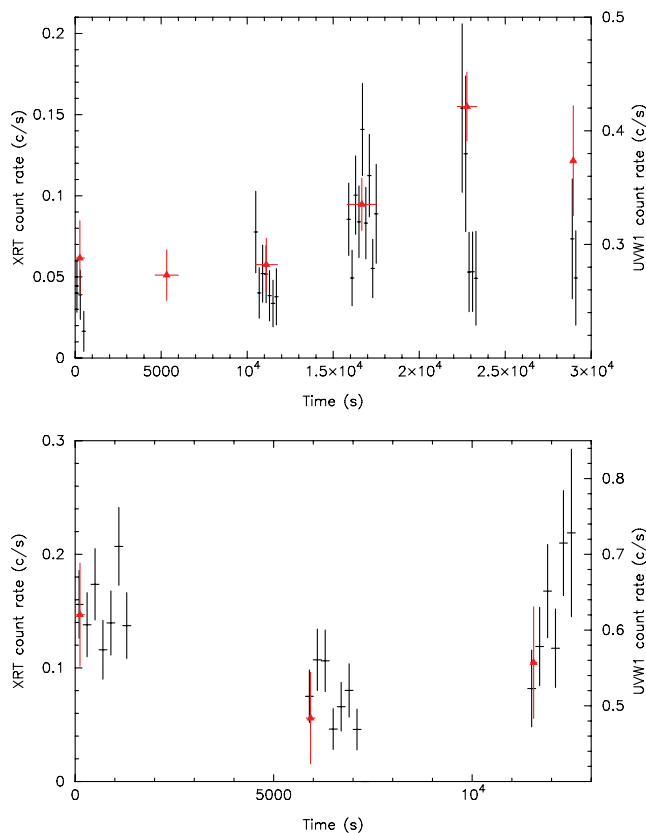 0.2
0.15
0.1
0.05
0
XRT count rate (c/s)
0.5
0.4
0.3
UVW1 count rate (c/s)
0 5000 10⁴ 1.5×10⁴ 2×10⁴ 2.5×10⁴ 3×10⁴
Time (s)
0.3
0.2
0.1
0
XRT count rate (c/s)
0.8
0.7
0.6
0.5
UVW1 count rate (c/s)
0 5000 10⁴
Time (s)